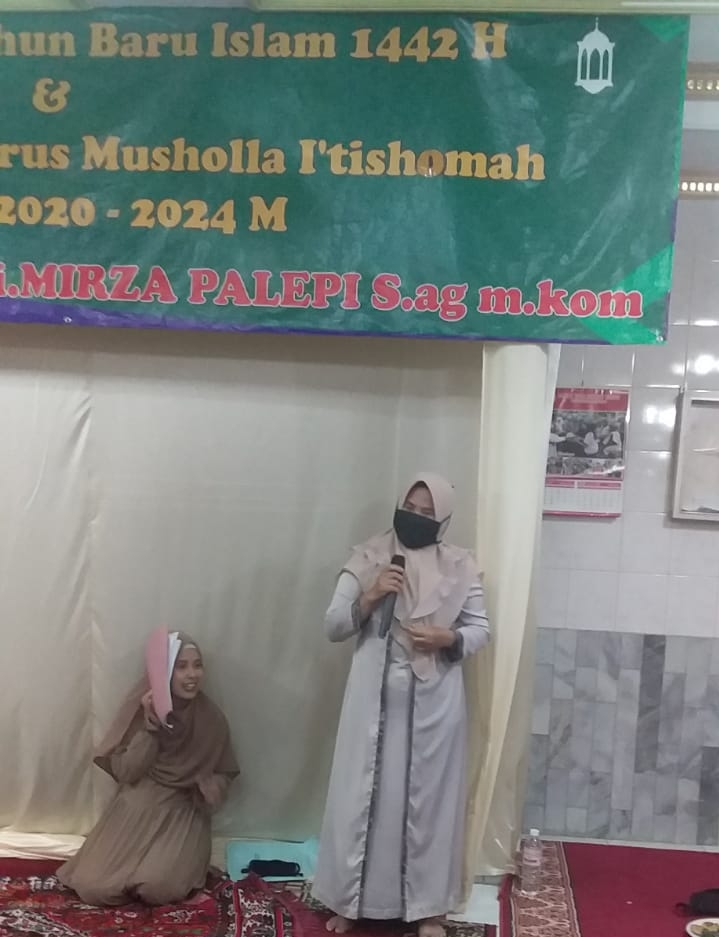 hun Baru Islam 1442 H
&
rus Musholla I'tishomah
2020 - 2024 M
i.MIRZA PALEPI S.ag m.kom